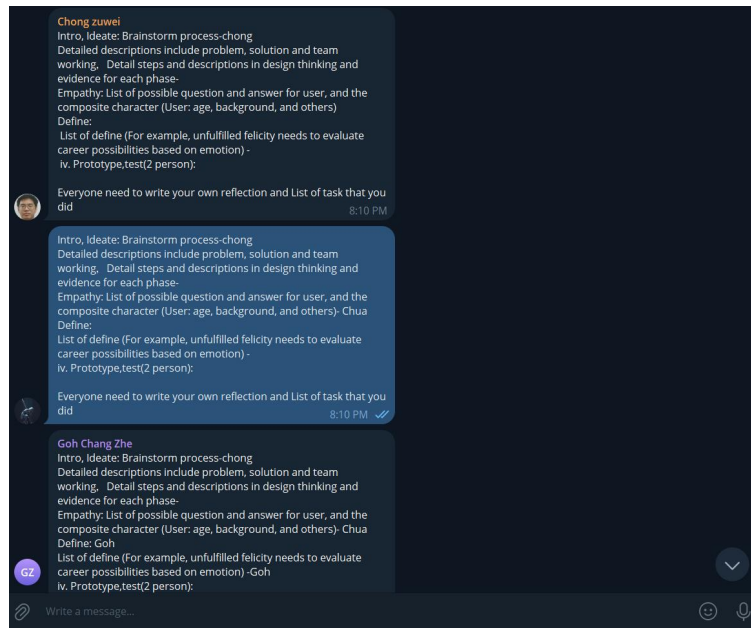 Chong zuwei
Intro, Ideate: Brainstorm process-chong
Detailed descriptions include problem, solution and team
working,   Detail steps and descriptions in design thinking and
evidence for each phase-
Empathy: List of possible question and answer for user, and the
composite character (User: age, background, and others)
Define:
List of define (For example, unfulfilled felicity needs to evaluate
career possibilities based on emotion) -
iv. Prototype,test(2 person):
Everyone need to write your own reflection and List of task that you
did
8:10 PM
Intro, Ideate: Brainstorm process-chong
Detailed descriptions include problem, solution and team
working,   Detail steps and descriptions in design thinking and
evidence for each phase-
Empathy: List of possible question and answer for user, and the
composite character (User: age, background, and others)- Chua
Define:
List of define (For example, unfulfilled felicity needs to evaluate
career possibilities based on emotion) -
iv. Prototype,test(2 person):
Everyone need to write your own reflection and List of task that you
did
8:10 PM
Goh Chang Zhe
Intro, Ideate: Brainstorm process-chong
Detailed descriptions include problem, solution and team
working,   Detail steps and descriptions in design thinking and
evidence for each phase-
Empathy: List of possible question and answer for user, and the
composite character (User: age, background, and others)- Chua
Define: Goh
List of define (For example, unfulfilled felicity needs to evaluate
career possibilities based on emotion) -Goh
GZ
iv. Prototype,test(2 person):
Write a message...